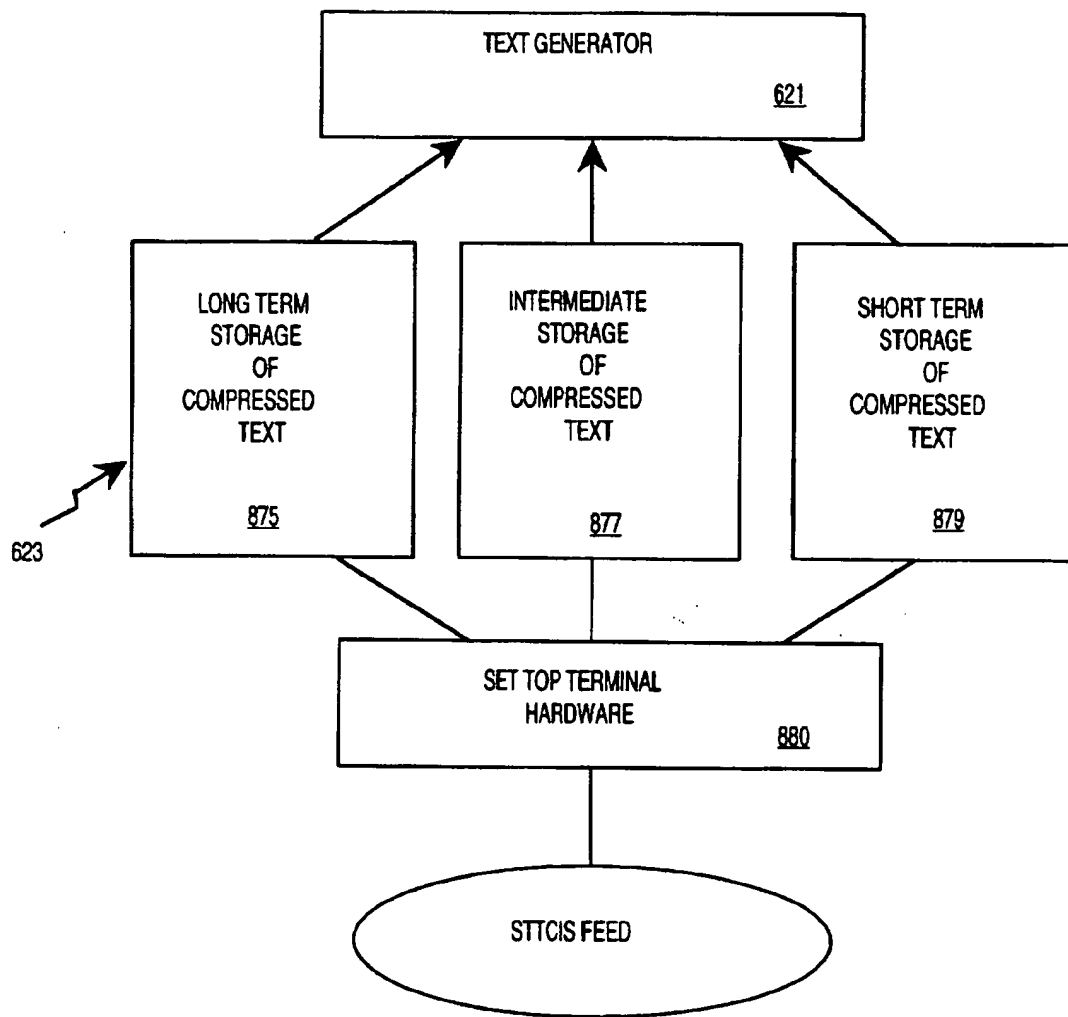 TEXT GENERATOR
621
LONG TERM
STORAGE
OF
COMPRESSED
TEXT
875
INTERMEDIATE
STORAGE
OF
COMPRESSED
TEXT
877
SHORT TERM
STORAGE
OF
COMPRESSED
TEXT
879
623
SET TOP TERMINAL
HARDWARE
880
STTCIS FEED